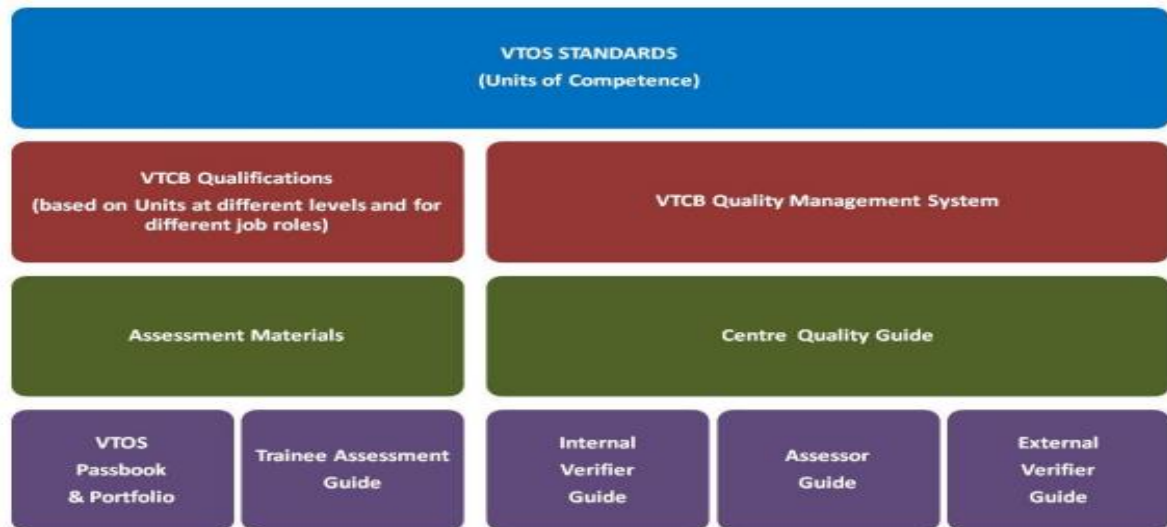 VTOS STANDARDS
(Units of Competence)
VTCB Qualifications
(based on Units at different levels and for
different job roles)
VTCB Quality Management System
Assessment Materials
Centre Quality Guide
VTOS
Passbook
& Portfolio
Trainee Assessment
Guide
Internal
Verifier
Guide
Assessor
Guide
External
Verifier
Guide